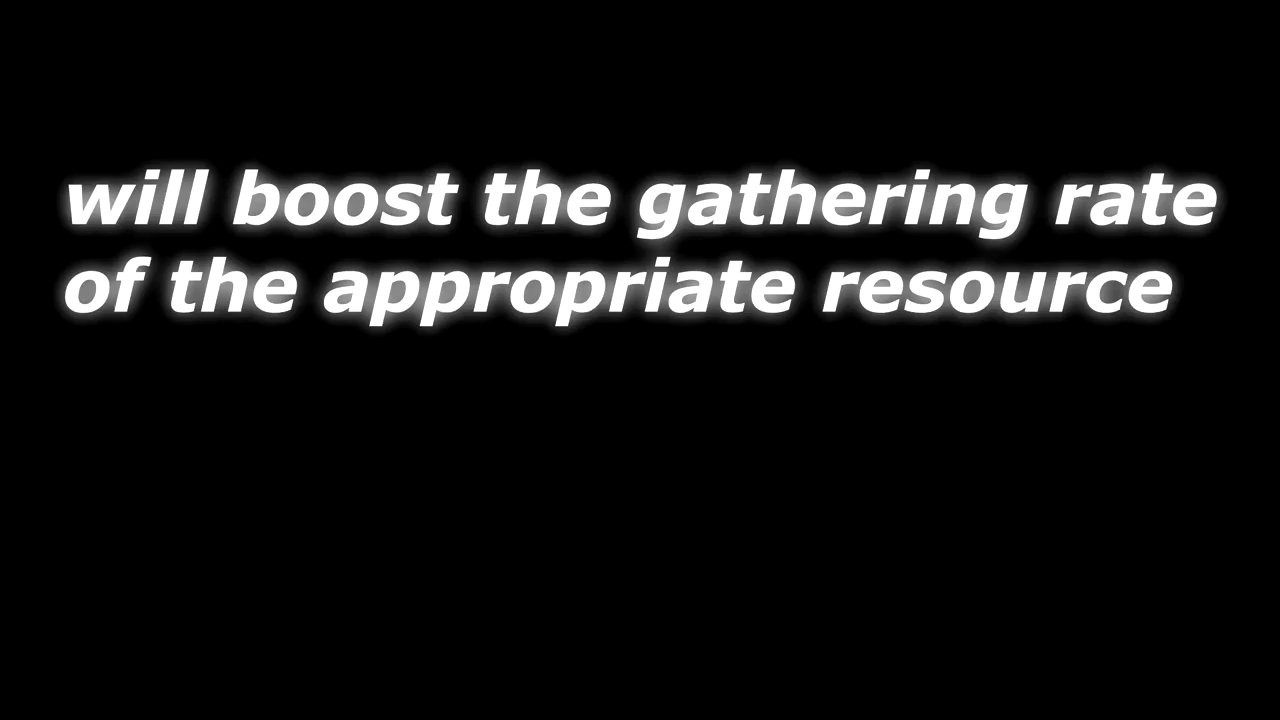 will boost the gathering rate
of the appropriate resource